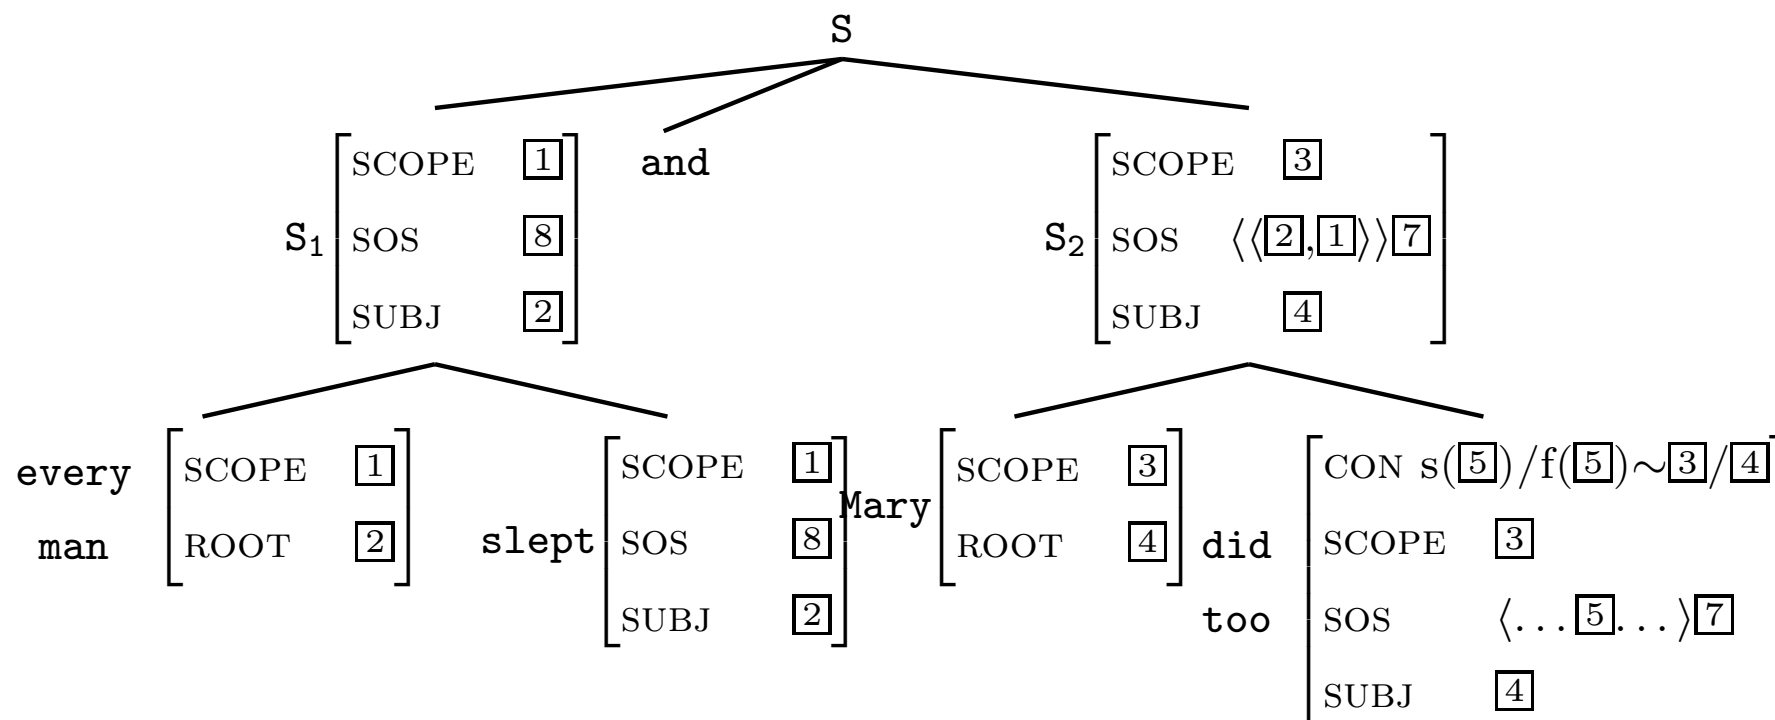 S
SCOPE 1 and SCOPE 3
S₁ SOS 8 S₂ SOS ⟨⟨2,1⟩⟩7
SUBJ 2 SUBJ 4
every SCOPE 1 SCOPE 1 SCOPE 3 CON s(5)/f(5)~3/4
man ROOT 2 slept SOS 8 Mary ROOT 4 did SCOPE 3
SUBJ 2 too SOS ⟨...5...⟩7
SUBJ 4